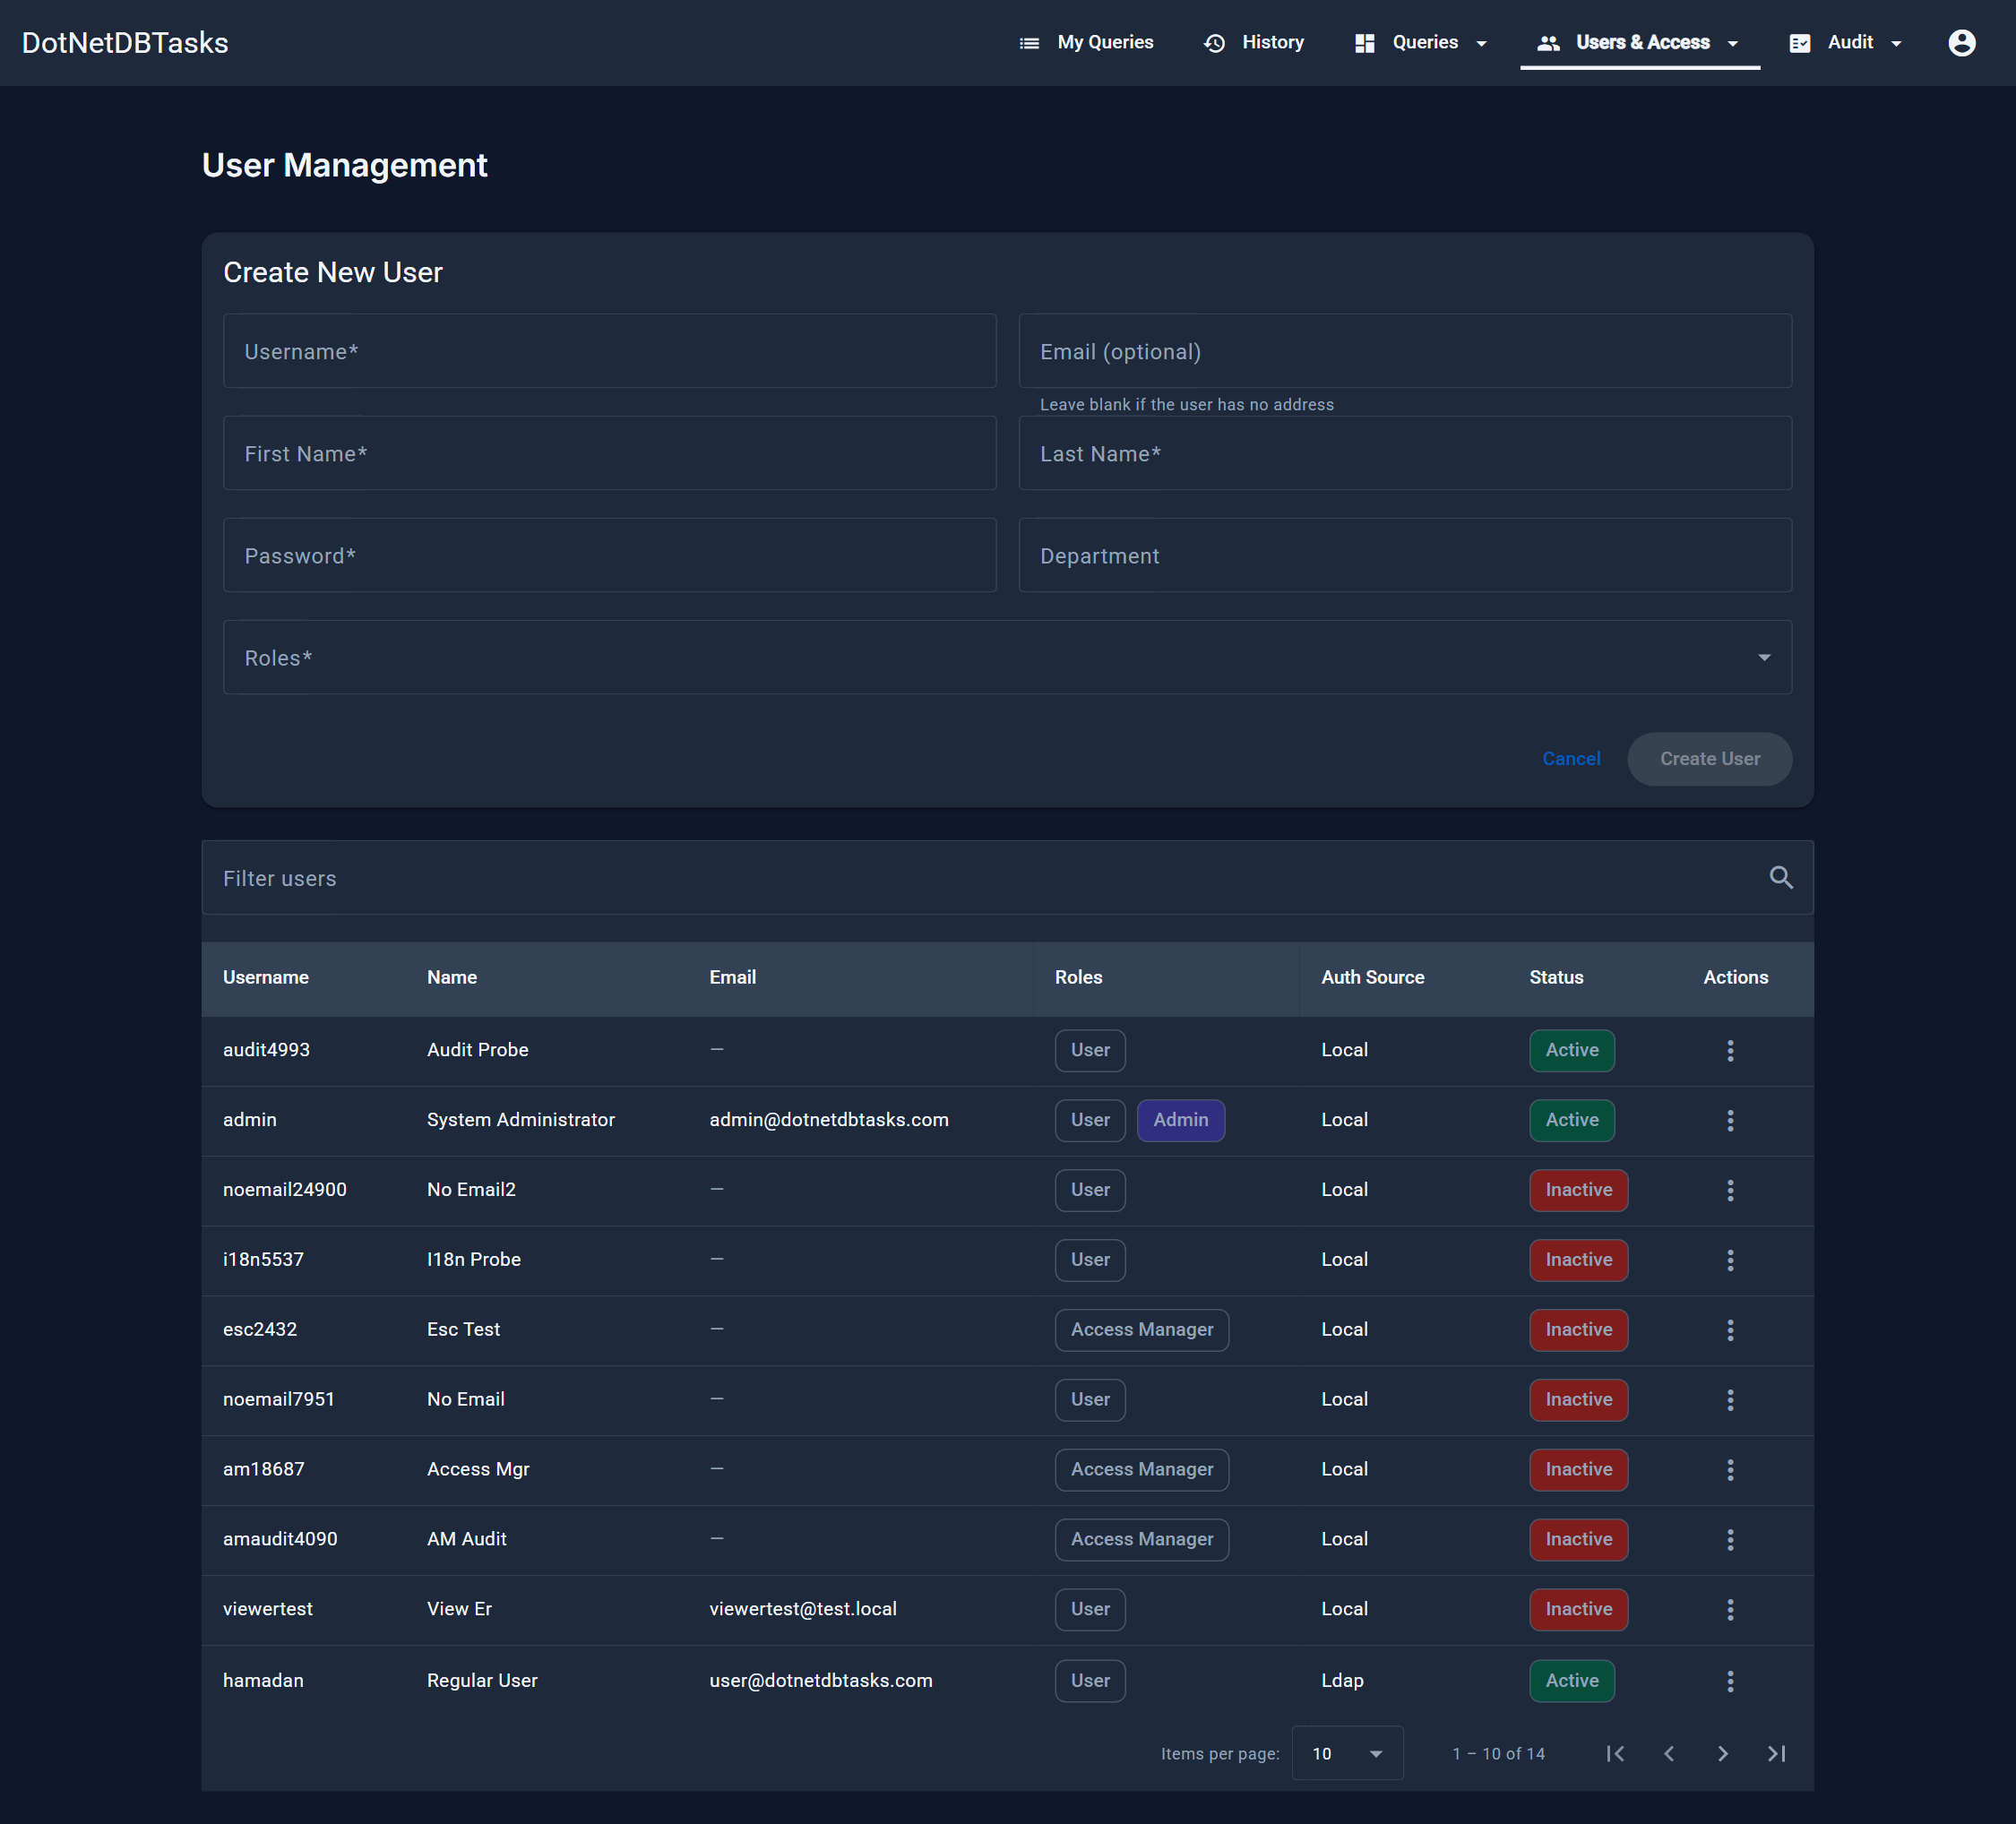 DotNetDBTasks My Queries History Queries Users & Access Audit
User Management
Create New User
Username* Email (optional)
Leave blank if the user has no address
First Name* Last Name*
Password* Department
Roles*
Cancel Create User
Filter users
Username Name Email Roles Auth Source Status Actions
audit4993 Audit Probe — User Local Active
admin System Administrator admin@dotnetdbtasks.com User Admin Local Active
noemail24900 No Email2 — User Local Inactive
i18n5537 I18n Probe — User Local Inactive
esc2432 Esc Test — Access Manager Local Inactive
noemail7951 No Email — User Local Inactive
am18687 Access Mgr — Access Manager Local Inactive
amaudit4090 AM Audit — Access Manager Local Inactive
viewertest View Er viewertest@test.local User Local Inactive
hamadan Regular User user@dotnetdbtasks.com User Ldap Active
Items per page: 10 1 – 10 of 14